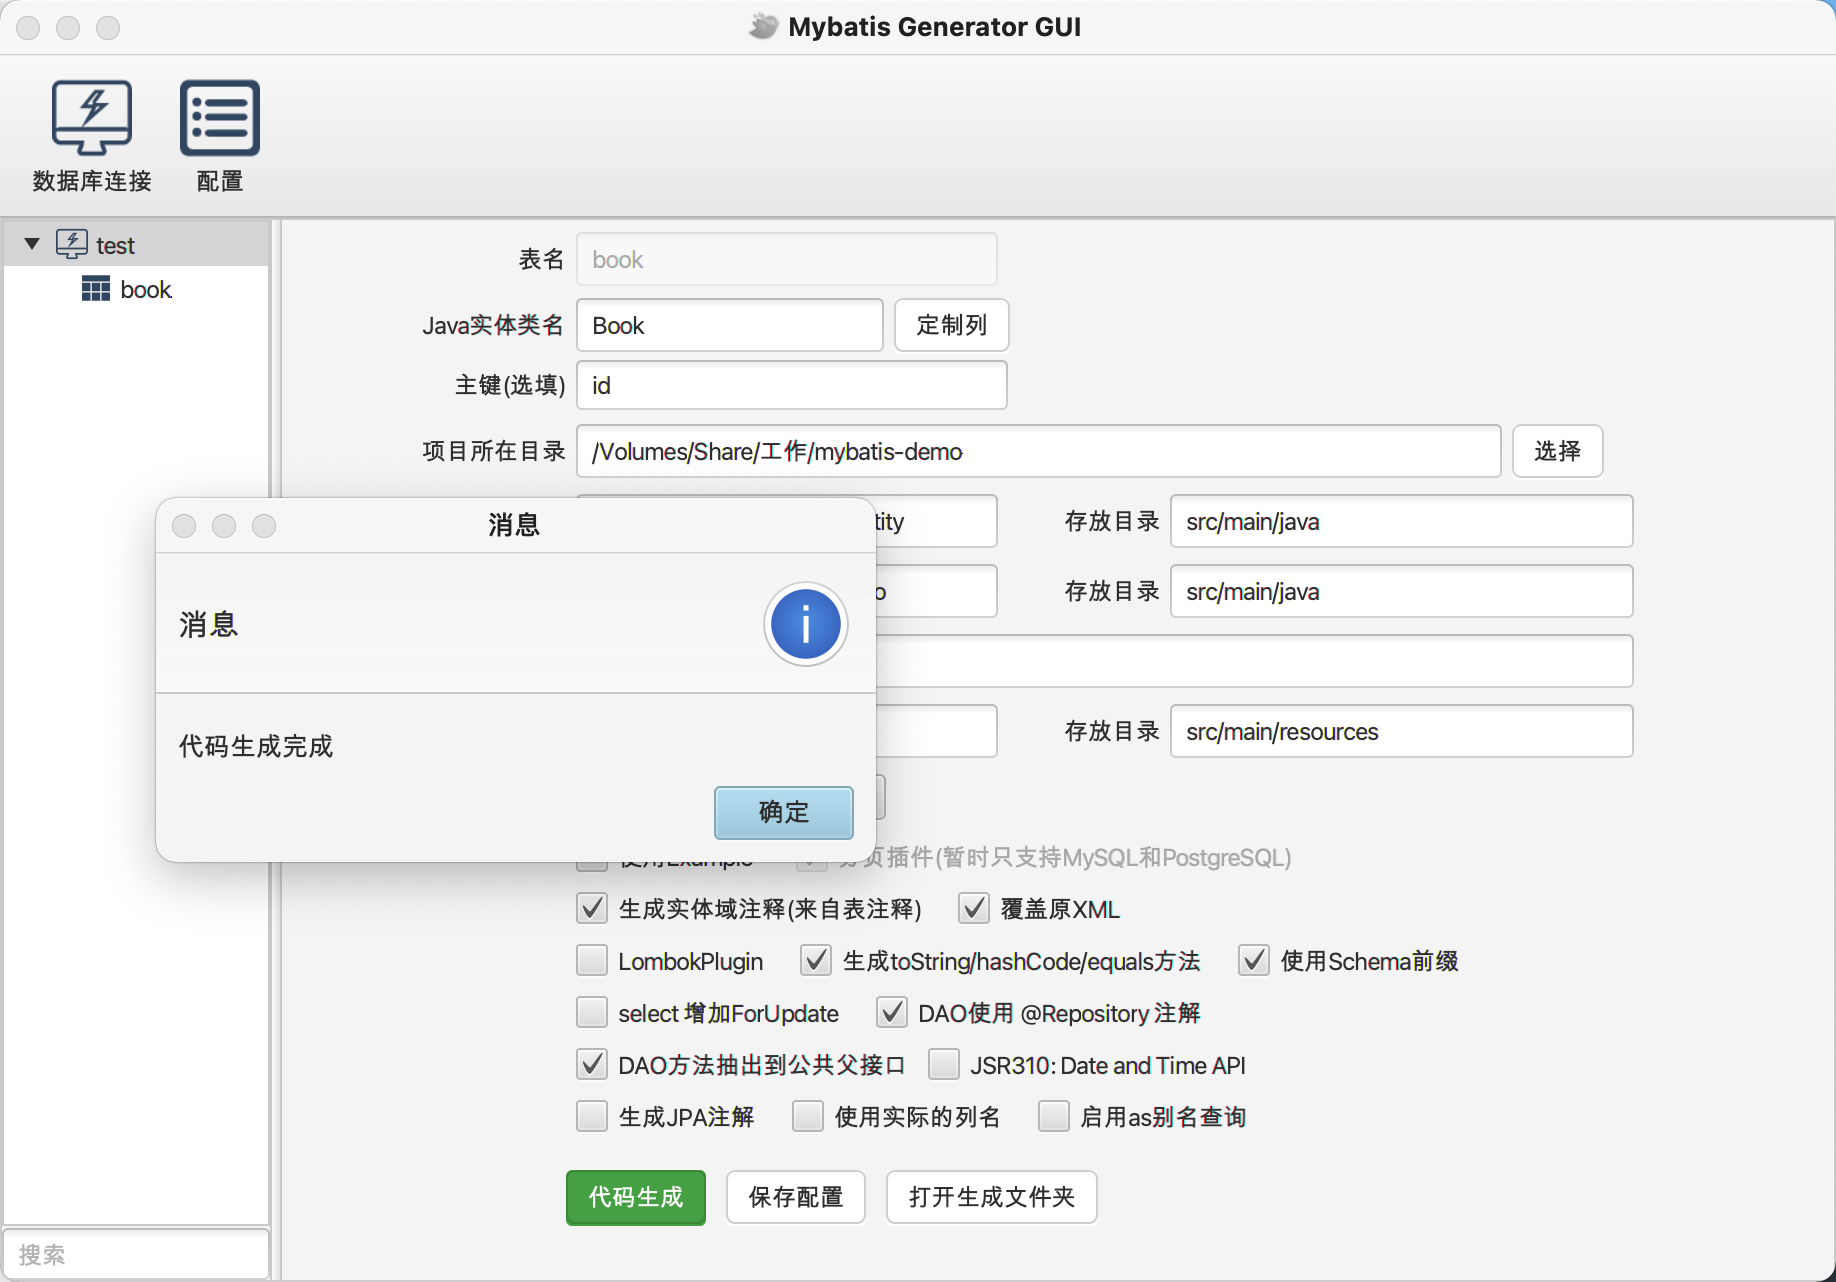 Mybatis Generator GUI
数据库连接
配置
test
book
表名
book
Java实体类名
Book
定制列
主键(选填)
id
项目所在目录
/Volumes/Share/工作/mybatis-demo
选择
tity
存放目录
src/main/java
o
存放目录
src/main/java
存放目录
src/main/resources
消息
消息
代码生成完成
确定
使用Example
分页插件(暂时只支持MySQL和PostgreSQL)
生成实体域注释(来自表注释)
覆盖原XML
LombokPlugin
生成toString/hashCode/equals方法
使用Schema前缀
select 增加ForUpdate
DAO使用 @Repository 注解
DAO方法抽出到公共父接口
JSR310: Date and Time API
生成JPA注解
使用实际的列名
启用as别名查询
代码生成
保存配置
打开生成文件夹
搜索